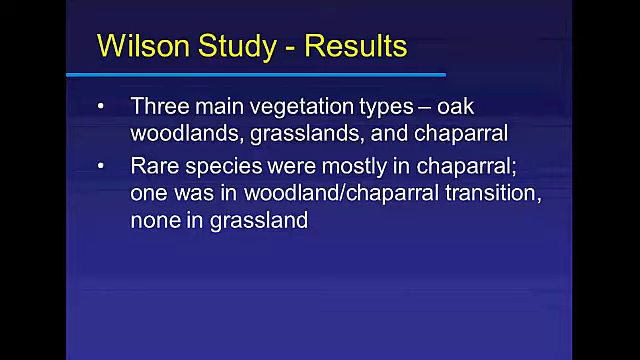 Wilson Study - Results
• Three main vegetation types – oak
woodlands, grasslands, and chaparral
• Rare species were mostly in chaparral;
one was in woodland/chaparral transition,
none in grassland